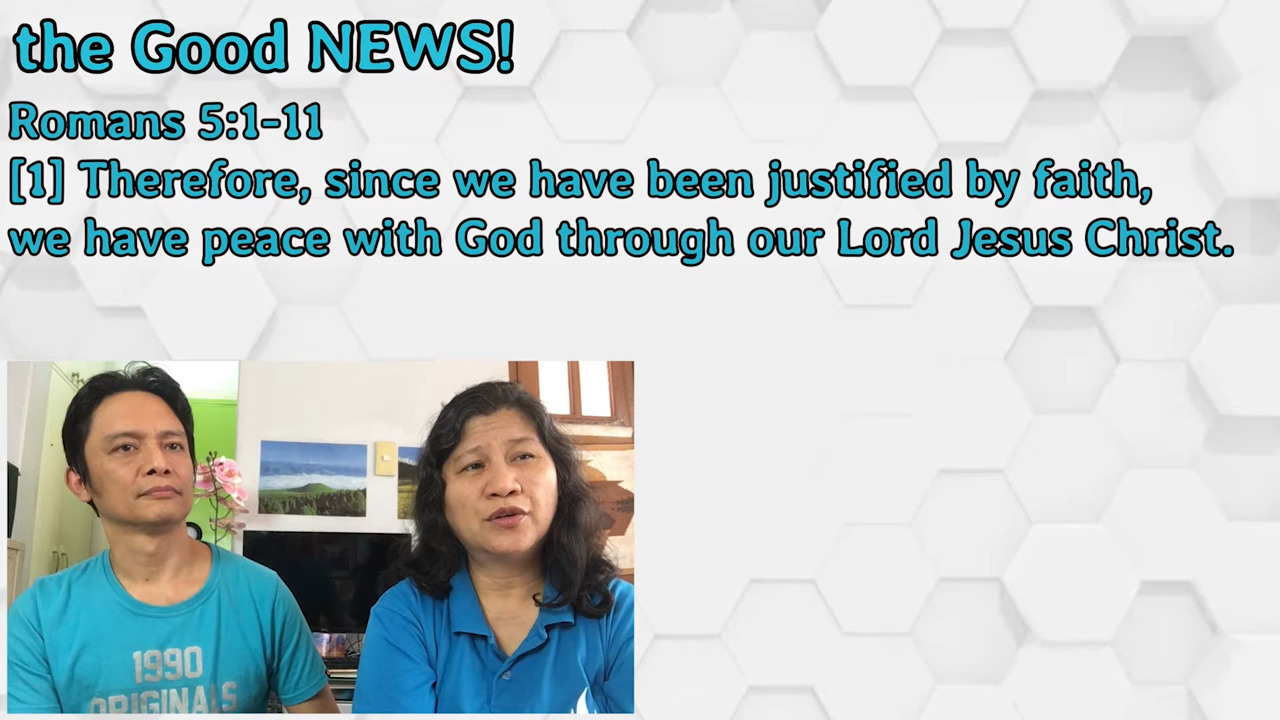 the Good NEWS!
Romans 5:1-11
[1] Therefore, since we have been justified by faith,
we have peace with God through our Lord Jesus Christ.
1990
ORIGINALS